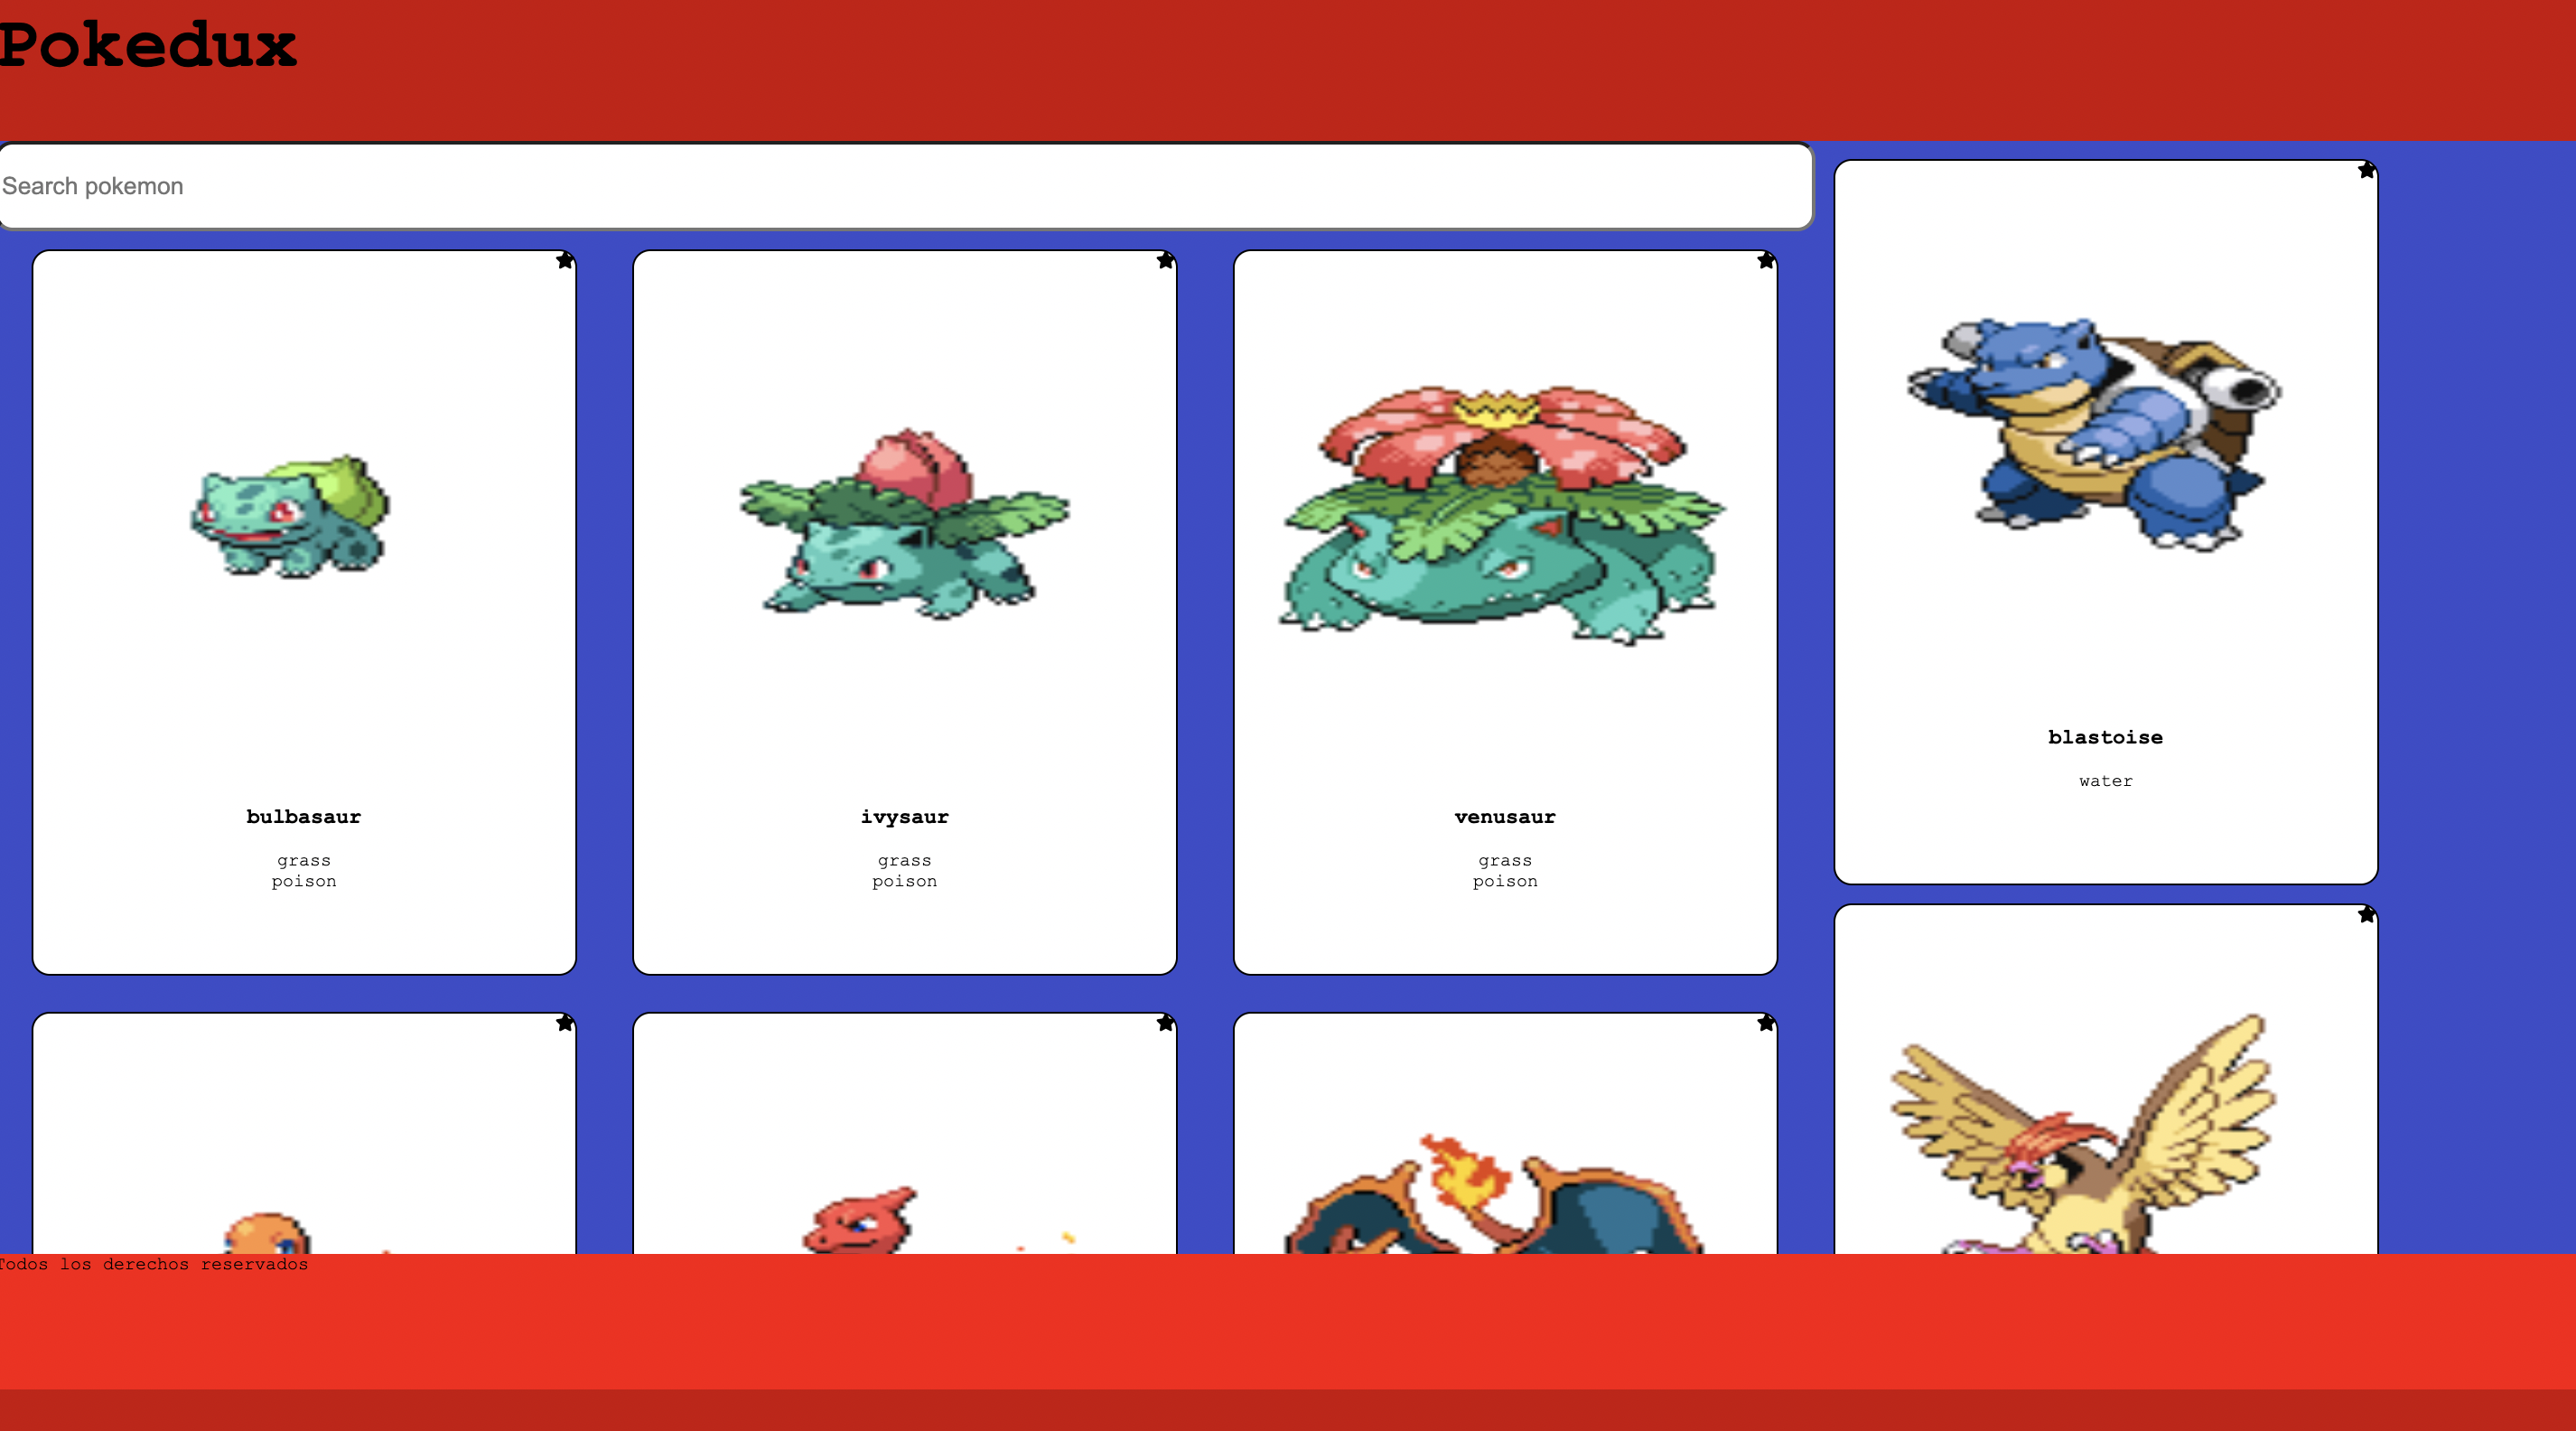 Pokedux
Search pokemon
bulbasaur
grass
poison
ivysaur
grass
poison
venusaur
grass
poison
blastoise
water
Todos los derechos reservados